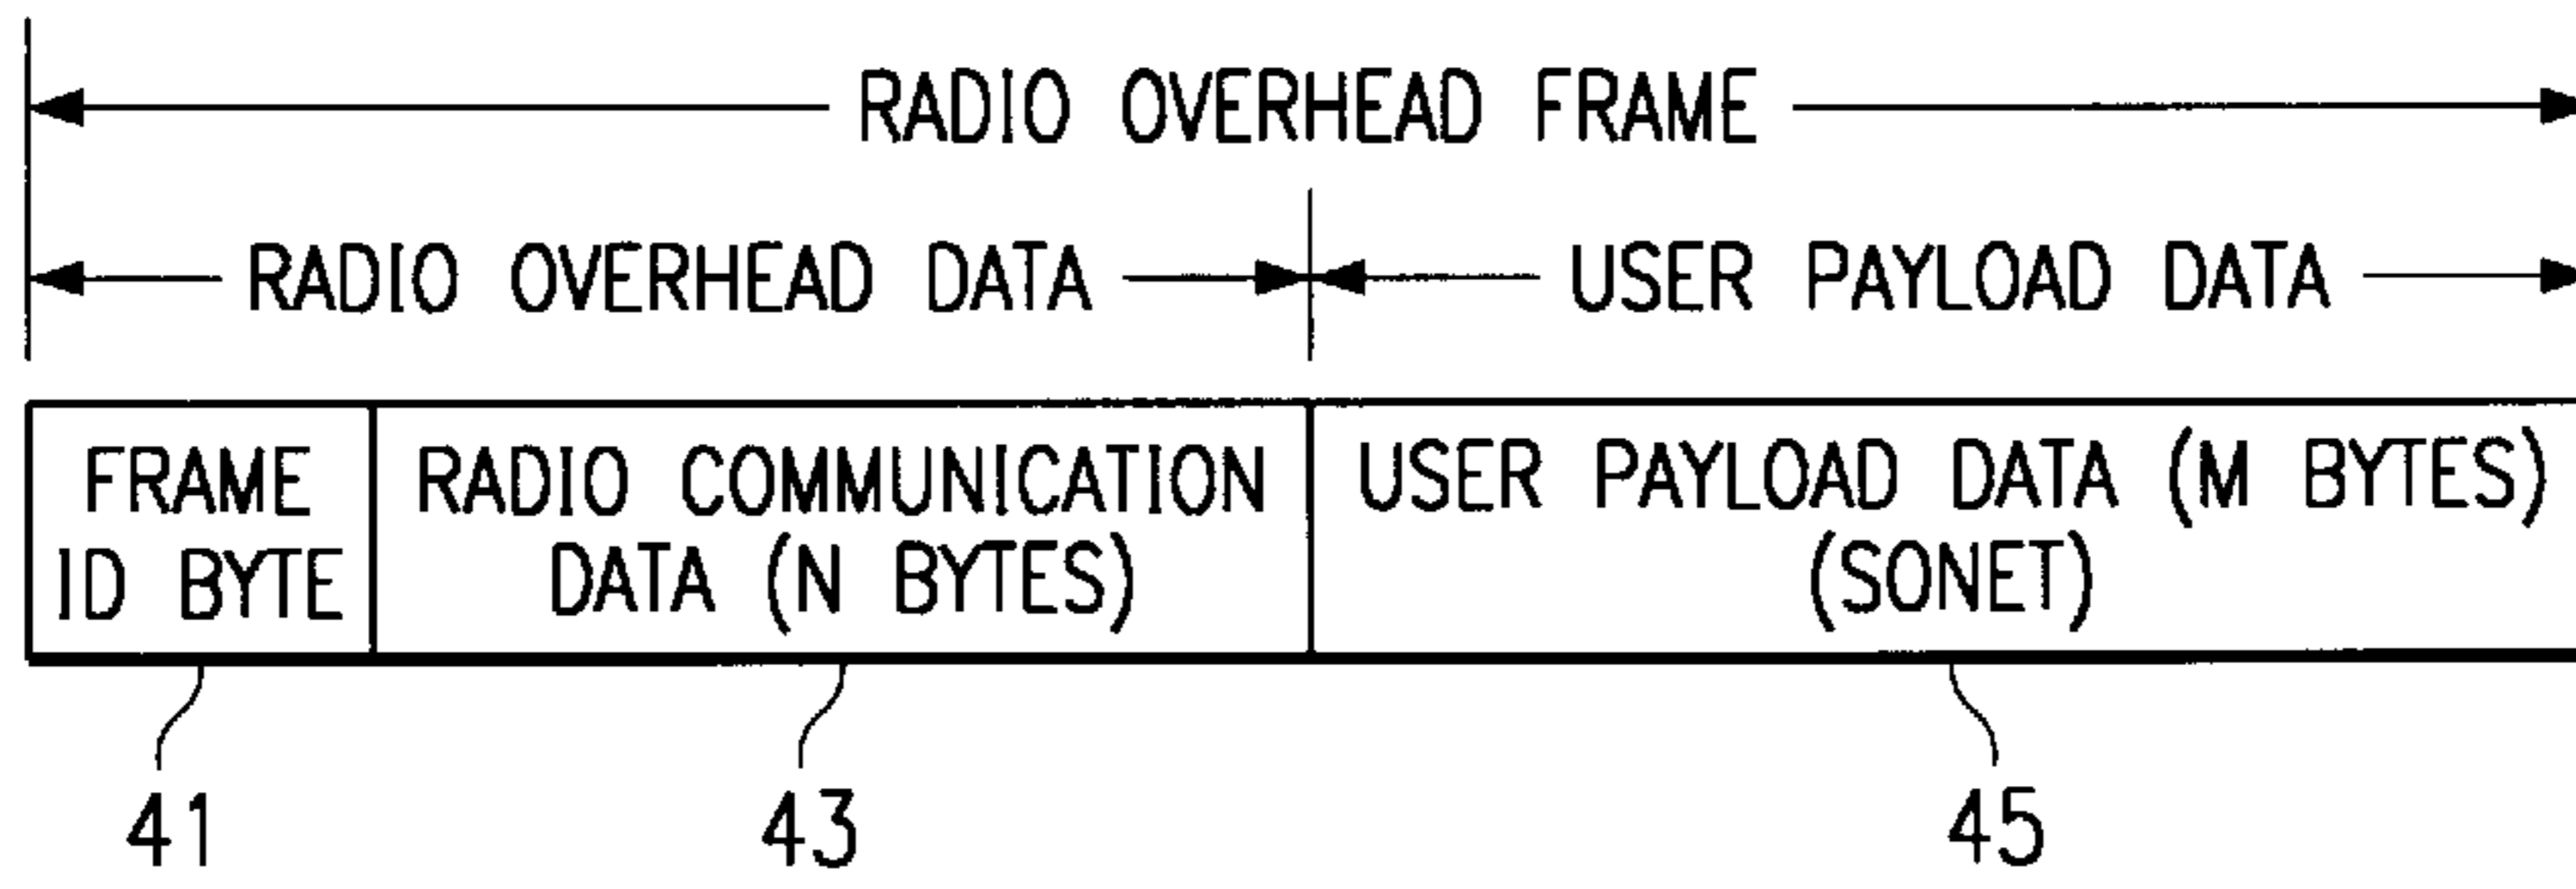 RADIO OVERHEAD FRAME
RADIO OVERHEAD DATA
USER PAYLOAD DATA
FRAME
ID BYTE
RADIO COMMUNICATION
DATA (N BYTES)
USER PAYLOAD DATA (M BYTES)
(SONET)
41
43
45